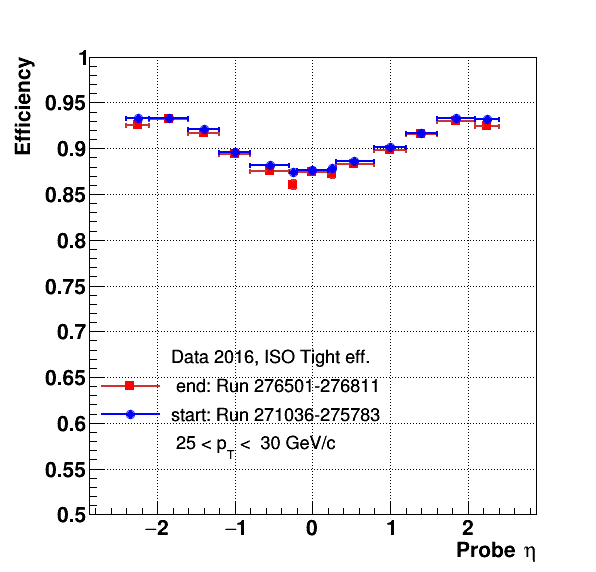 Efficiency
1
0.95
0.9
0.85
0.8
0.75
0.7
0.65
0.6
0.55
0.5
Data 2016, ISO Tight eff.
end: Run 276501-276811
start: Run 271036-275783
25 < p_T < 30 GeV/c
−2 −1 0 1 2
Probe η